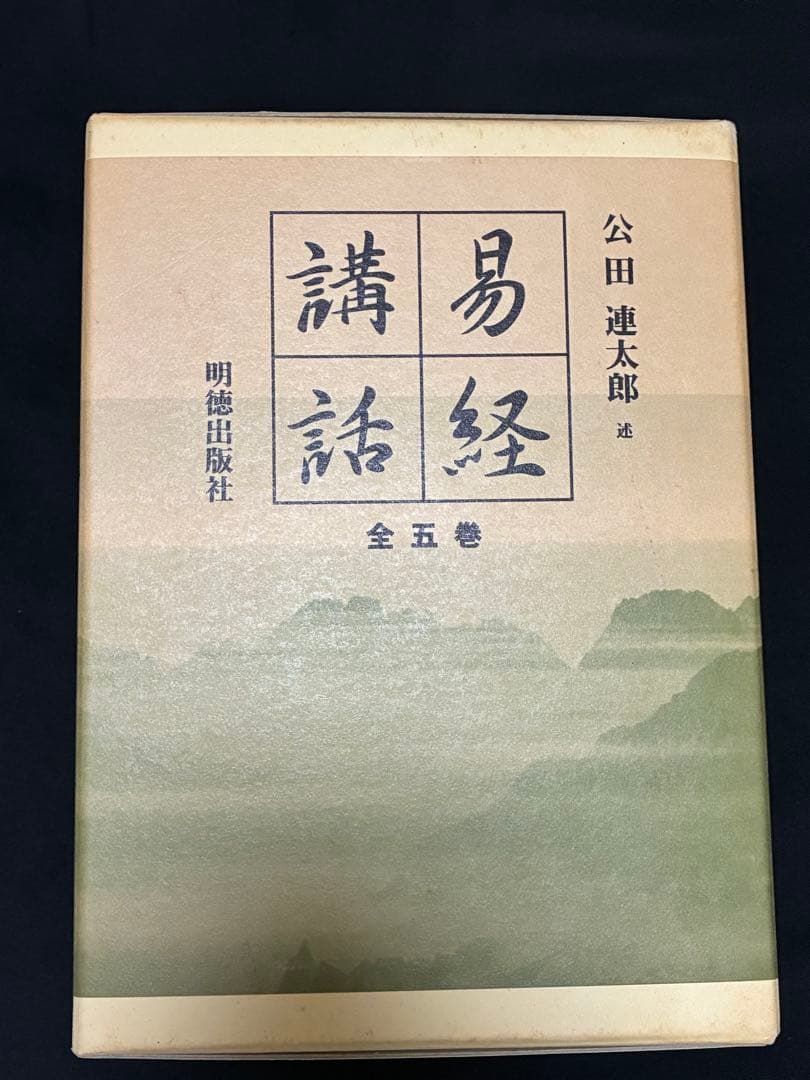 公田 連太郎 述
易経
講話
全五巻
明徳出版社